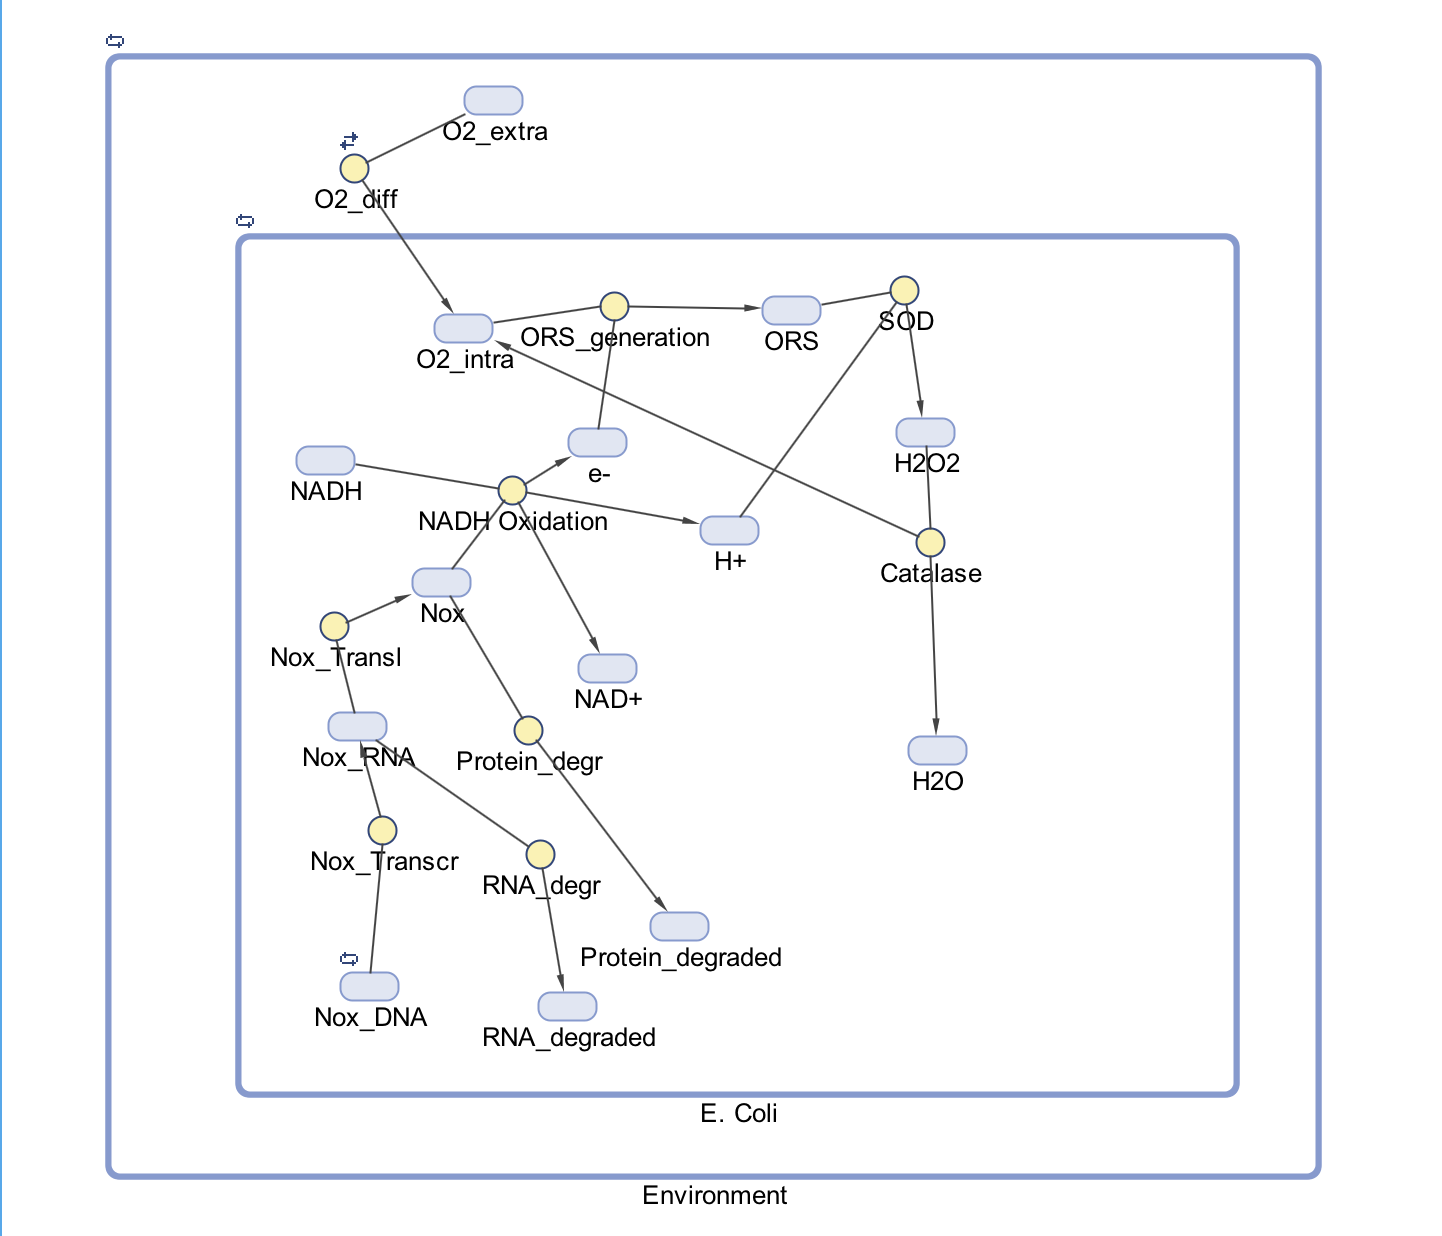 O2_extra
O2_diff
ORS_generation
SOD
ORS
O2_intra
H2O2
e-
NADH
NADH Oxidation
H+
Catalase
Nox
Nox_Transl
NAD+
Nox_RNA
Protein_degr
H2O
Nox_Transcr
RNA_degr
Protein_degraded
Nox_DNA
RNA_degraded
E. Coli
Environment